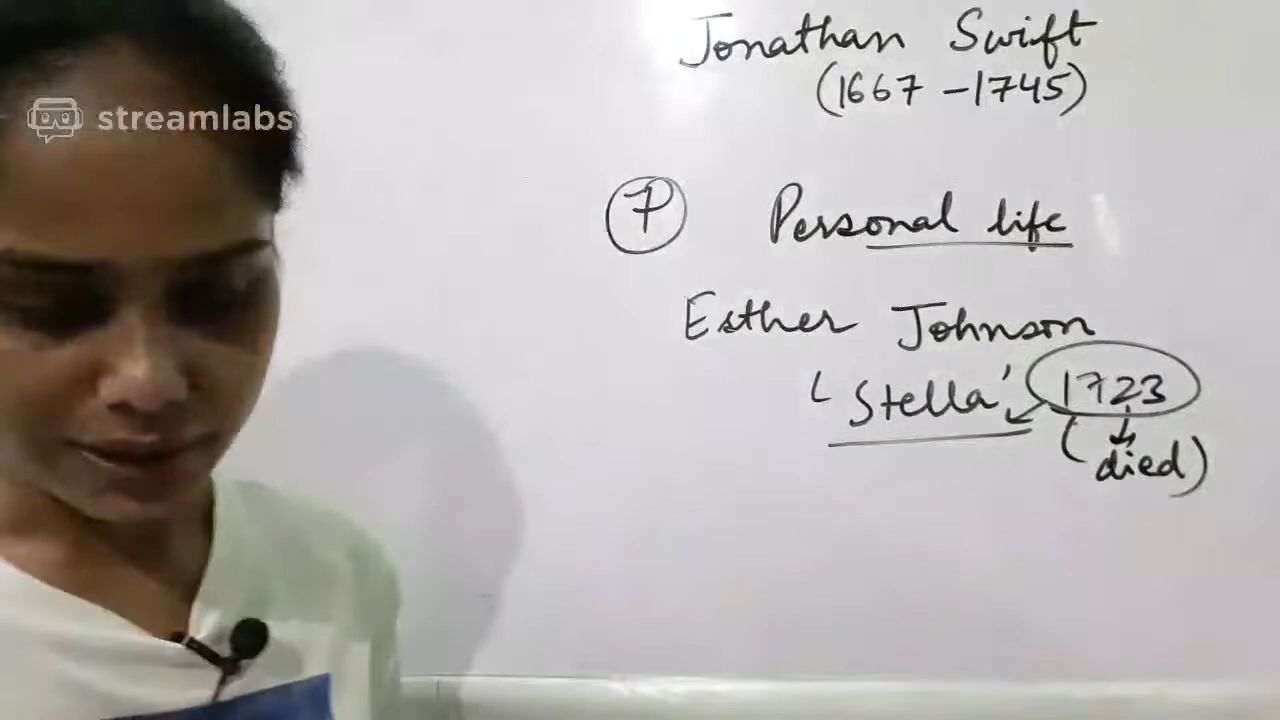 streamlabs
Jonathan Swift
(1667 - 1745)
7 Personal life
Esther Johnson
'Stella' 1723
(died)